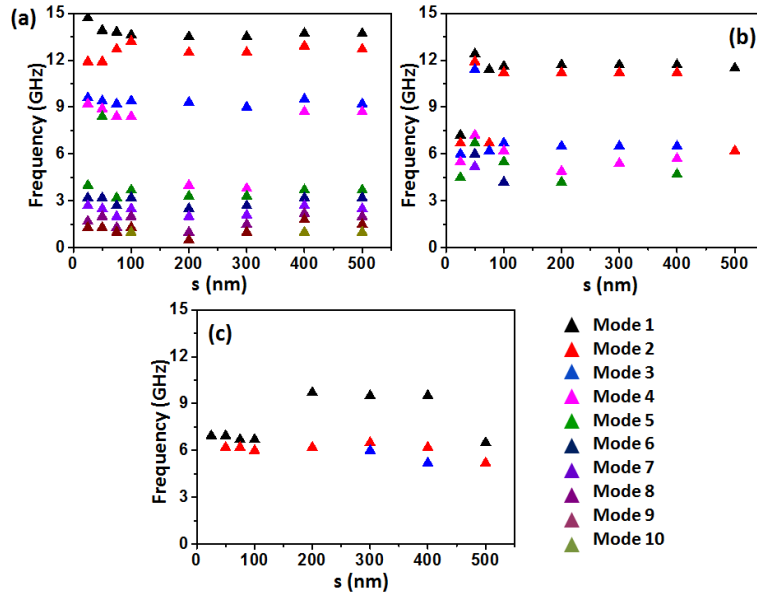 (a)
Frequency (GHz)
15
12
9
6
3
0
0 100 200 300 400 500
s (nm)
(b)
Frequency (GHz)
15
12
9
6
3
0
0 100 200 300 400 500
s (nm)
(c)
Frequency (GHz)
15
12
9
6
3
0
0 100 200 300 400 500
s (nm)
Mode 1
Mode 2
Mode 3
Mode 4
Mode 5
Mode 6
Mode 7
Mode 8
Mode 9
Mode 10